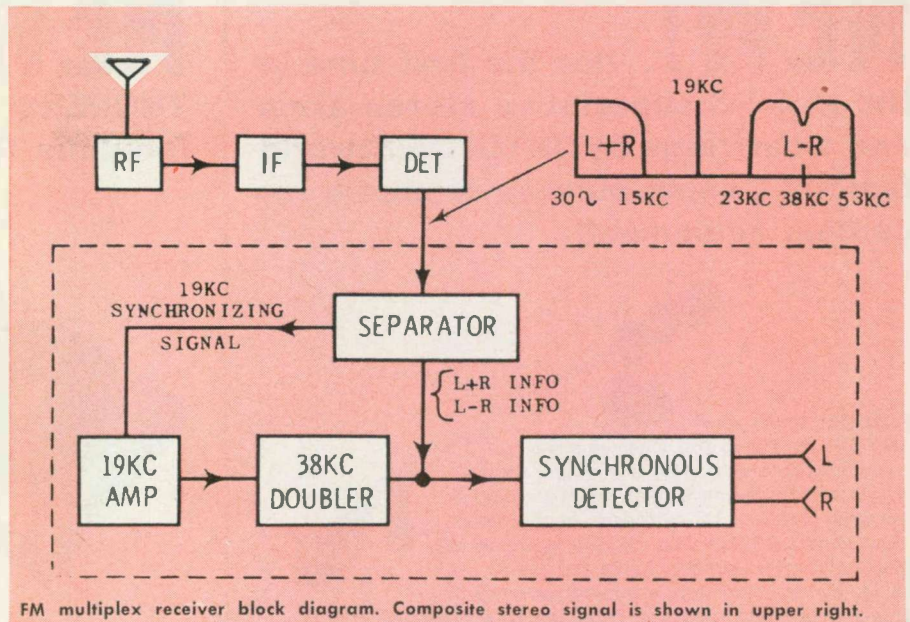 RF
IF
DET
19KC
L+R
L-R
30~ 15KC 23KC 38KC 53KC
19KC
SYNCHRONIZING
SIGNAL
SEPARATOR
L+R INFO
L-R INFO
19KC
AMP
38KC
DOUBLER
SYNCHRONOUS
DETECTOR
L
R
FM multiplex receiver block diagram. Composite stereo signal is shown in upper right.